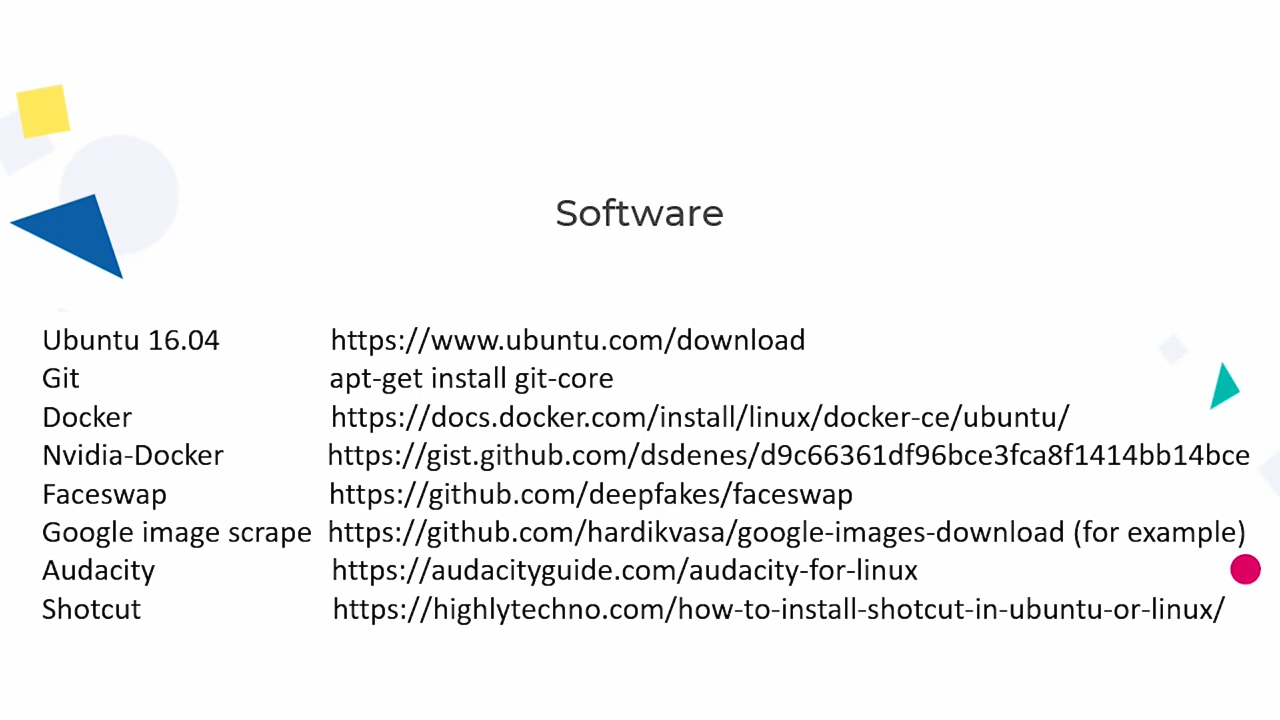 Software
Ubuntu 16.04 https://www.ubuntu.com/download
Git apt-get install git-core
Docker https://docs.docker.com/install/linux/docker-ce/ubuntu/
Nvidia-Docker https://gist.github.com/dsdenes/d9c66361df96bce3fca8f1414bb14bce
Faceswap https://github.com/deepfakes/faceswap
Google image scrape https://github.com/hardikvasa/google-images-download (for example)
Audacity https://audacityguide.com/audacity-for-linux
Shotcut https://highlytechno.com/how-to-install-shotcut-in-ubuntu-or-linux/